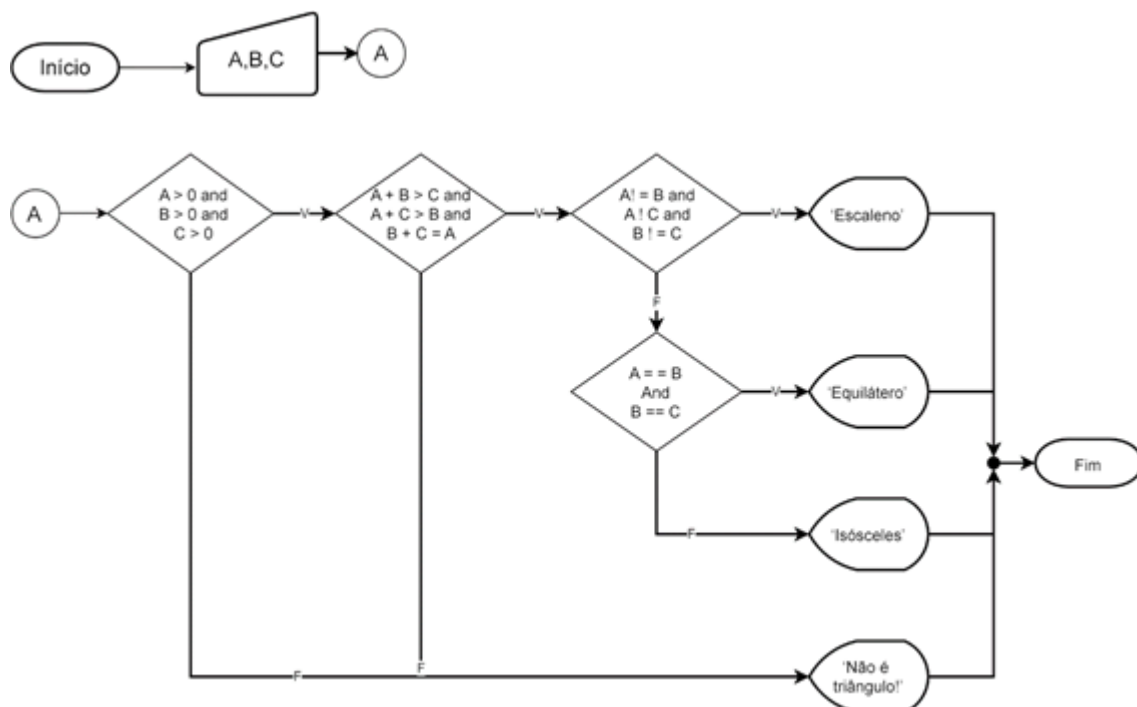 Início
A,B,C
A
A
A > 0 and
B > 0 and
C > 0
V
A + B > C and
A + C > B and
B + C = A
V
A! = B and
A ! C and
B ! = C
V
'Escaleno'
F
A = = B
And
B == C
V
'Equilátero'
Fim
F
'Isósceles'
F
F
'Não é
triângulo!'